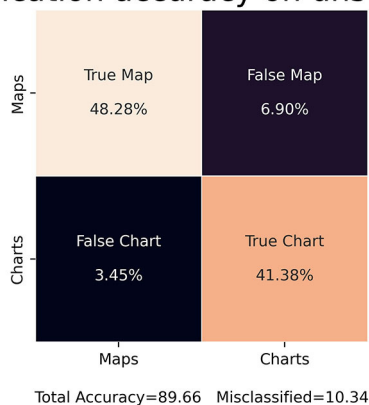 Maps
True Map
48.28%
False Map
6.90%
Charts
False Chart
3.45%
True Chart
41.38%
Maps
Charts
Total Accuracy=89.66 Misclassified=10.34